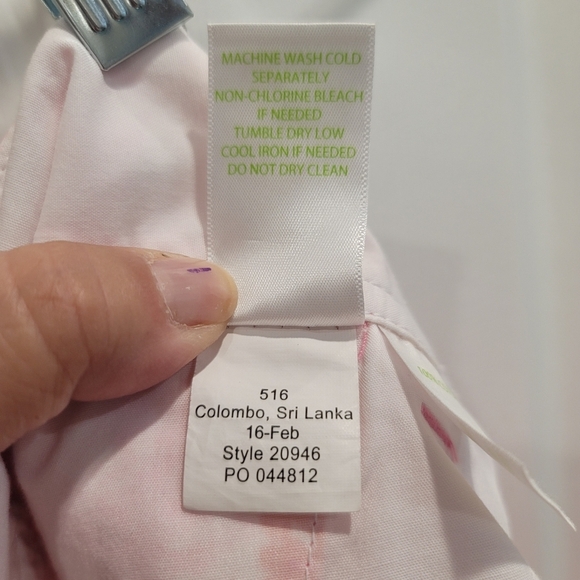 MACHINE WASH COLD
SEPARATELY
NON-CHLORINE BLEACH
IF NEEDED
TUMBLE DRY LOW
COOL IRON IF NEEDED
DO NOT DRY CLEAN
516
Colombo, Sri Lanka
16-Feb
Style 20946
PO 044812